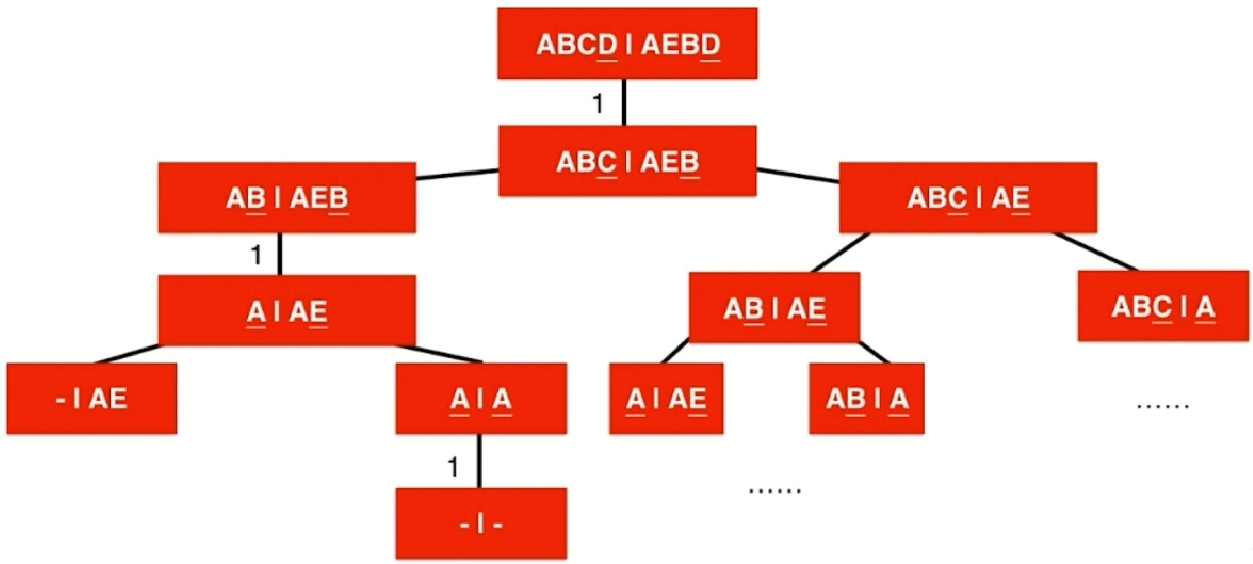 ABCD | AEBD
1
ABC | AEB
AB | AEB
ABC | AE
1
A | AE
AB | AE
ABC | A
- | AE
A | A
A | AE
AB | A
......
1
......
- | -